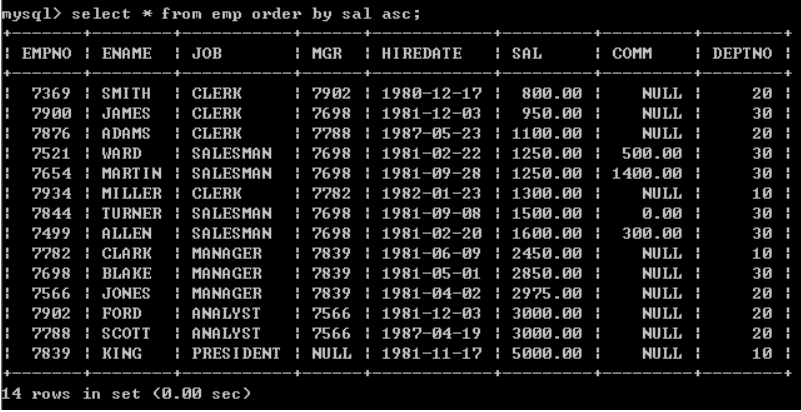 mysql> select * from emp order by sal asc;
+-------+--------+-----------+------+------------+---------+---------+--------+
| EMPNO | ENAME  | JOB       | MGR  | HIREDATE   | SAL     | COMM    | DEPTNO |
+-------+--------+-----------+------+------------+---------+---------+--------+
|  7369 | SMITH  | CLERK     | 7902 | 1980-12-17 |  800.00 |    NULL |     20 |
|  7900 | JAMES  | CLERK     | 7698 | 1981-12-03 |  950.00 |    NULL |     30 |
|  7876 | ADAMS  | CLERK     | 7788 | 1987-05-23 | 1100.00 |    NULL |     20 |
|  7521 | WARD   | SALESMAN  | 7698 | 1981-02-22 | 1250.00 |  500.00 |     30 |
|  7654 | MARTIN | SALESMAN  | 7698 | 1981-09-28 | 1250.00 | 1400.00 |     30 |
|  7934 | MILLER | CLERK     | 7782 | 1982-01-23 | 1300.00 |    NULL |     10 |
|  7844 | TURNER | SALESMAN  | 7698 | 1981-09-08 | 1500.00 |    0.00 |     30 |
|  7499 | ALLEN  | SALESMAN  | 7698 | 1981-02-20 | 1600.00 |  300.00 |     30 |
|  7782 | CLARK  | MANAGER   | 7839 | 1981-06-09 | 2450.00 |    NULL |     10 |
|  7698 | BLAKE  | MANAGER   | 7839 | 1981-05-01 | 2850.00 |    NULL |     30 |
|  7566 | JONES  | MANAGER   | 7839 | 1981-04-02 | 2975.00 |    NULL |     20 |
|  7902 | FORD   | ANALYST   | 7566 | 1981-12-03 | 3000.00 |    NULL |     20 |
|  7788 | SCOTT  | ANALYST   | 7566 | 1987-04-19 | 3000.00 |    NULL |     20 |
|  7839 | KING   | PRESIDENT | NULL | 1981-11-17 | 5000.00 |    NULL |     10 |
+-------+--------+-----------+------+------------+---------+---------+--------+
14 rows in set (0.00 sec)